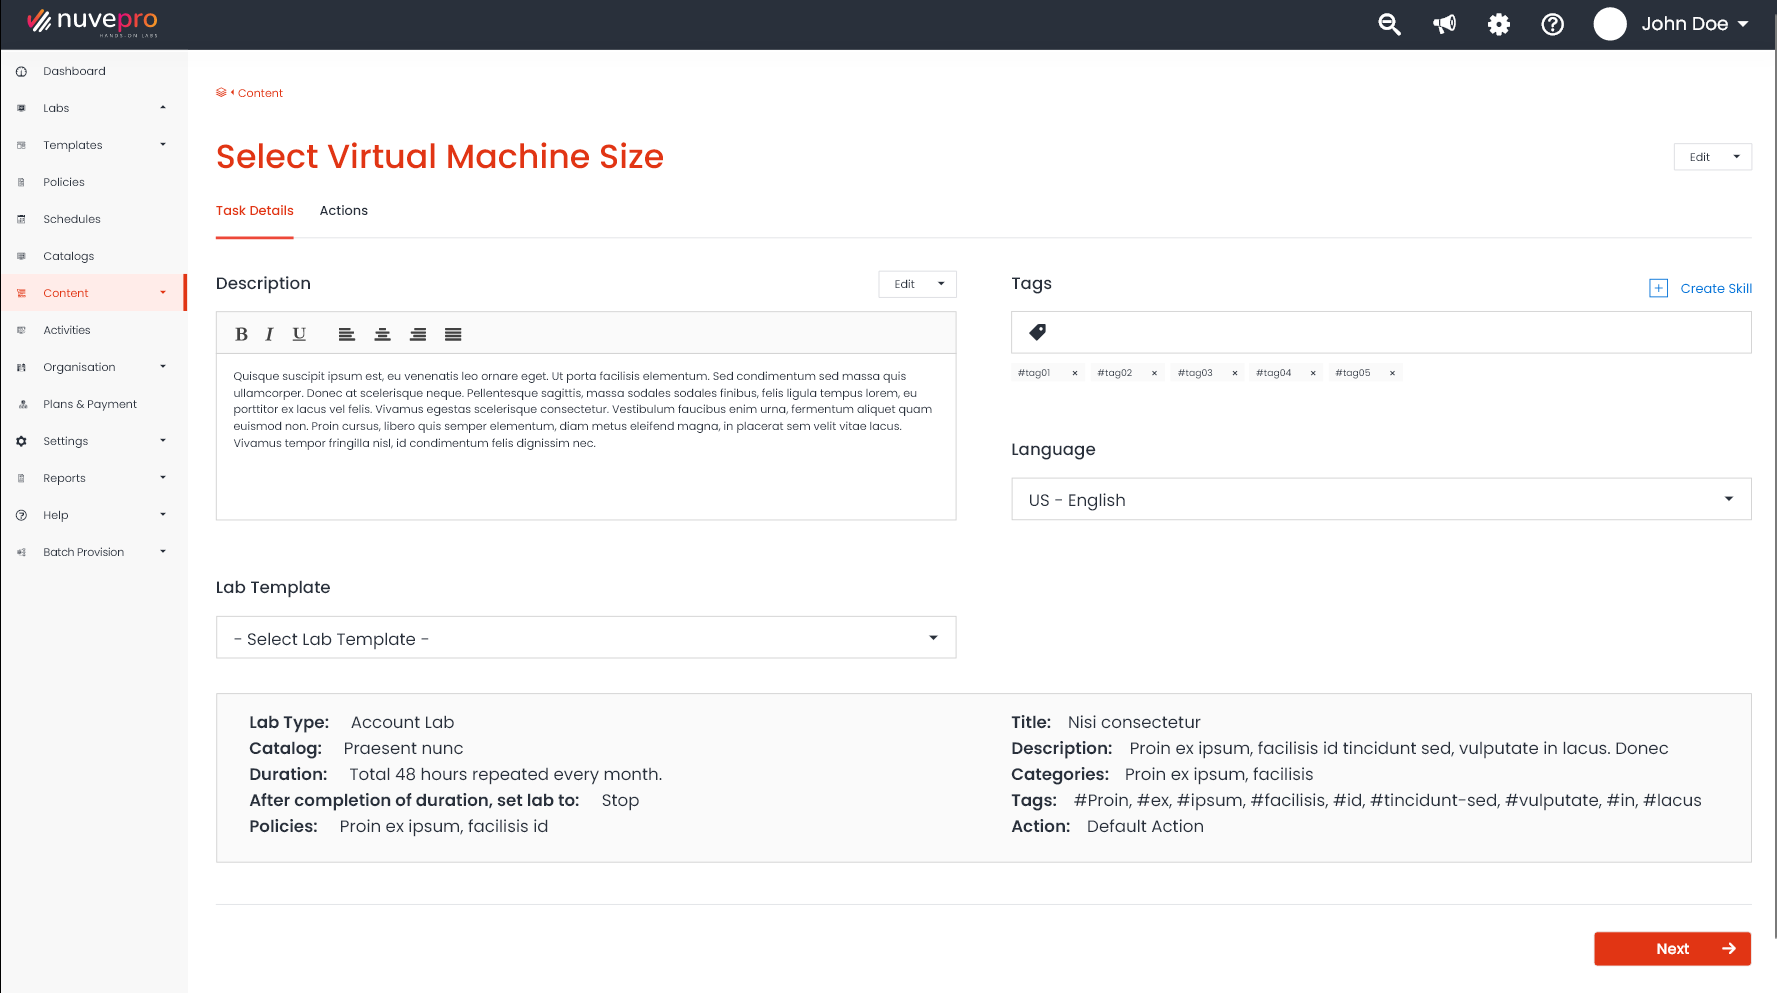 nuvepro
HANDS-ON LABS
John Doe
Dashboard
Labs
Templates
Policies
Schedules
Catalogs
Content
Activities
Organisation
Plans & Payment
Settings
Reports
Help
Batch Provision
Content
Select Virtual Machine Size
Edit
Task Details
Actions
Description
Edit
B I U
Quisque suscipit ipsum est, eu venenatis leo ornare eget. Ut porta facilisis elementum. Sed condimentum sed massa quis
ullamcorper. Donec at scelerisque neque. Pellentesque sagittis, massa sodales sodales finibus, felis ligula tempus lorem, eu
porttitor ex lacus vel felis. Vivamus egestas scelerisque consectetur. Vestibulum faucibus enim urna, fermentum aliquet quam
euismod non. Proin cursus, libero quis semper elementum, diam metus eleifend magna, in placerat sem velit vitae lacus.
Vivamus tempor fringilla nisl, id condimentum felis dignissim nec.
Tags
+ Create Skill
#tag01 × #tag02 × #tag03 × #tag04 × #tag05 ×
Language
US - English
Lab Template
- Select Lab Template -
Lab Type: Account Lab
Catalog: Praesent nunc
Duration: Total 48 hours repeated every month.
After completion of duration, set lab to: Stop
Policies: Proin ex ipsum, facilisis id
Title: Nisi consectetur
Description: Proin ex ipsum, facilisis id tincidunt sed, vulputate in lacus. Donec
Categories: Proin ex ipsum, facilisis
Tags: #Proin, #ex, #ipsum, #facilisis, #id, #tincidunt-sed, #vulputate, #in, #lacus
Action: Default Action
Next